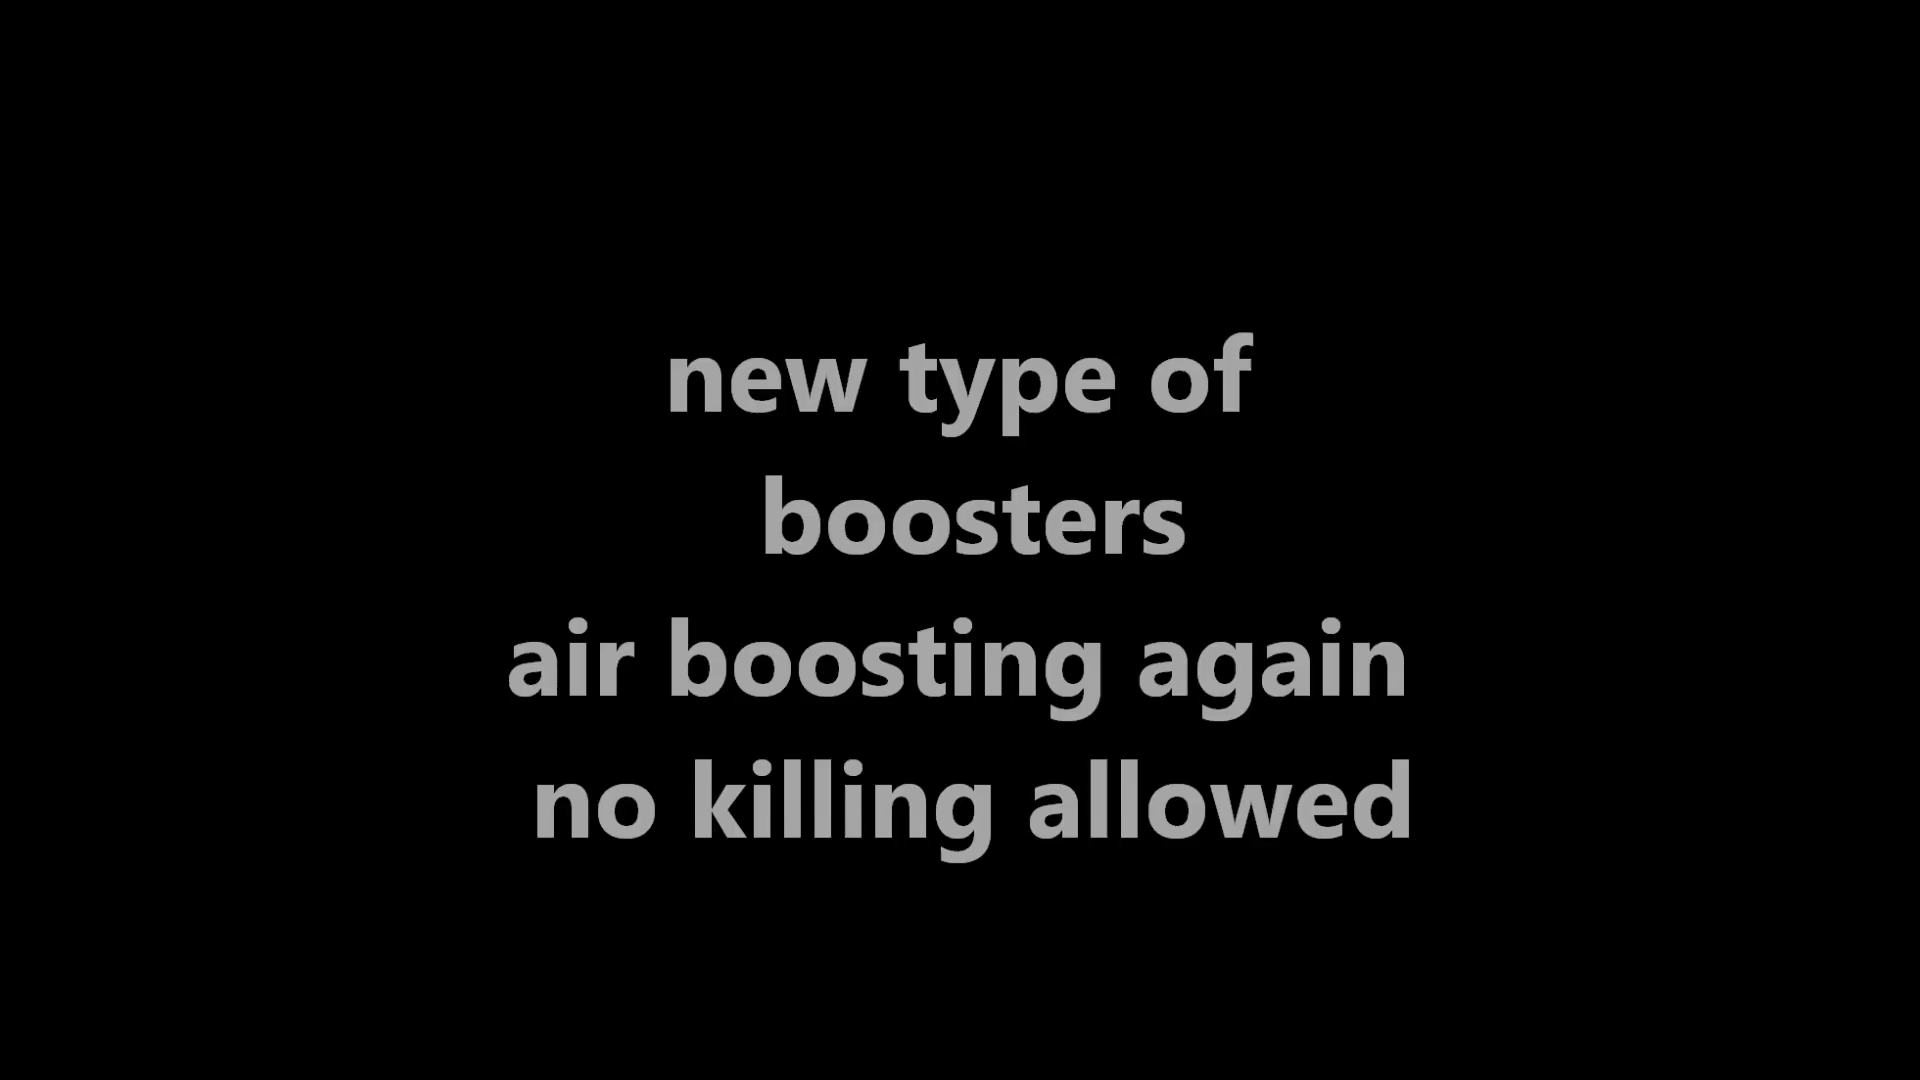 new type of
boosters
air boosting again
no killing allowed